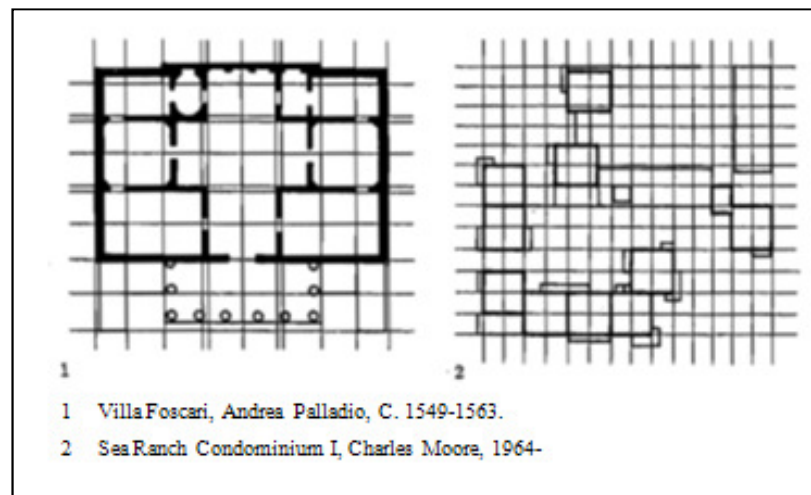 1
2
1 Villa Foscari, Andrea Palladio, C. 1549-1563.
2 Sea Ranch Condominium I, Charles Moore, 1964-